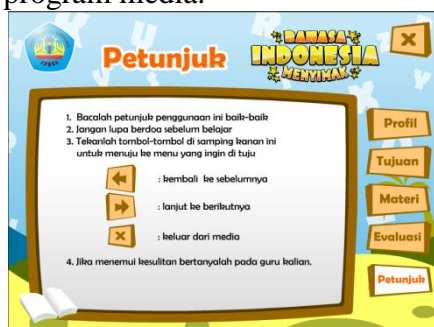 program media.
Petunjuk
BAHASA
INDONESIA
MENYIMAK
1. Bacalah petunjuk penggunaan ini baik-baik
2. Jangan lupa berdoa sebelum belajar
3. Tekanlah tombol-tombol di samping kanan ini
untuk menuju ke menu yang ingin di tuju
: kembali ke sebelumnya
: lanjut ke berikutnya
: keluar dari media
4. Jika menemui kesulitan bertanyalah pada guru kalian.
Profil
Tujuan
Materi
Evaluasi
Petunjuk